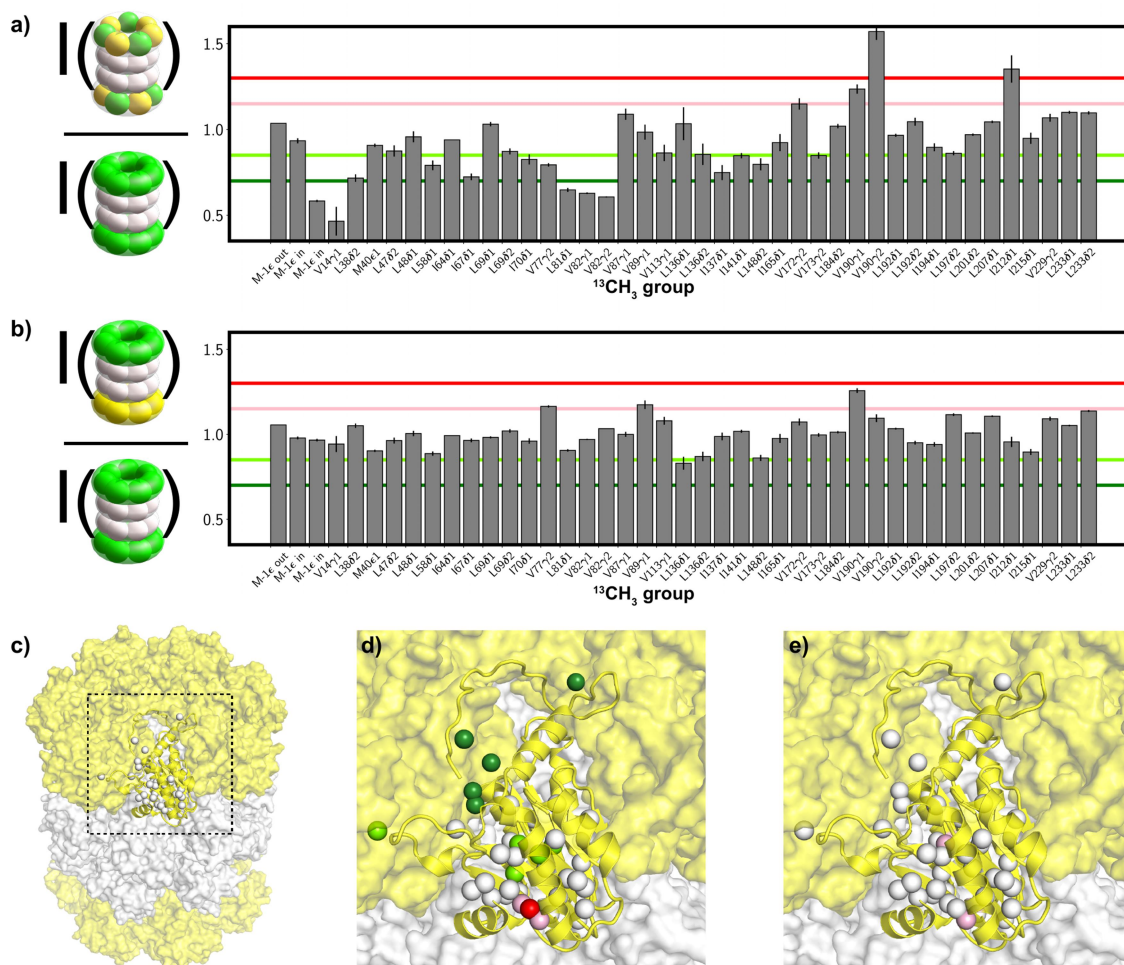 a)
1.5
1.0
0.5
M-1ϵ out M-1ϵ in M-1ϵ in V14γ1 L38δ2 M40ϵ1 L47δ2 L48δ1 L58δ1 I64δ1 I67δ1 L69δ1 L69δ2 I70δ1 V77γ2 L81δ1 V82γ1 V82γ2 V87γ1 V89γ1 V113γ1 L136δ1 L136δ2 I137δ1 I141δ1 L148δ2 I165δ1 V172γ2 V173γ2 L184δ2 V190γ1 V190γ2 L192δ1 L192δ2 I194δ1 L197δ2 L201δ2 L207δ1 I212δ1 I215δ1 V229γ2 L233δ1 L233δ2
¹³CH₃ group
b)
1.5
1.0
0.5
M-1ϵ out M-1ϵ in M-1ϵ in V14γ1 L38δ2 M40ϵ1 L47δ2 L48δ1 L58δ1 I64δ1 I67δ1 L69δ1 L69δ2 I70δ1 V77γ2 L81δ1 V82γ1 V82γ2 V87γ1 V89γ1 V113γ1 L136δ1 L136δ2 I137δ1 I141δ1 L148δ2 I165δ1 V172γ2 V173γ2 L184δ2 V190γ1 V190γ2 L192δ1 L192δ2 I194δ1 L197δ2 L201δ2 L207δ1 I212δ1 I215δ1 V229γ2 L233δ1 L233δ2
¹³CH₃ group
c)
d)
e)